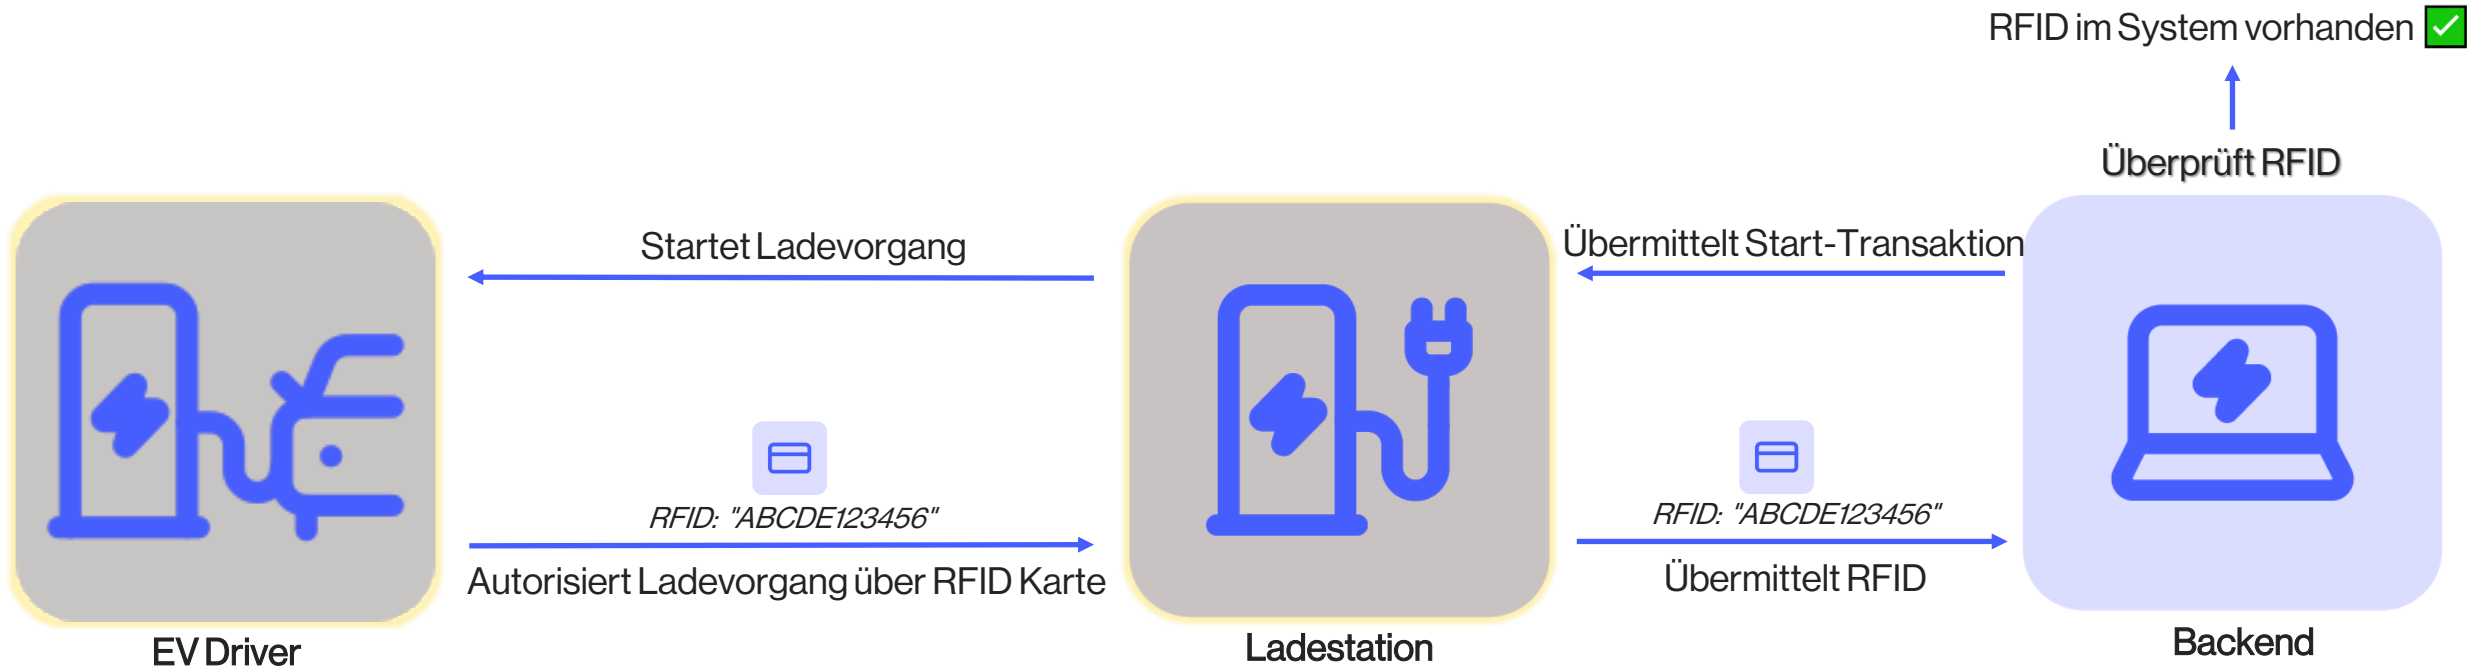 RFID im System vorhanden
Überprüft RFID
Startet Ladevorgang
Übermittelt Start-Transaktion
RFID: "ABCDE123456"
Autorisiert Ladevorgang über RFID Karte
RFID: "ABCDE123456"
Übermittelt RFID
EV Driver
Ladestation
Backend